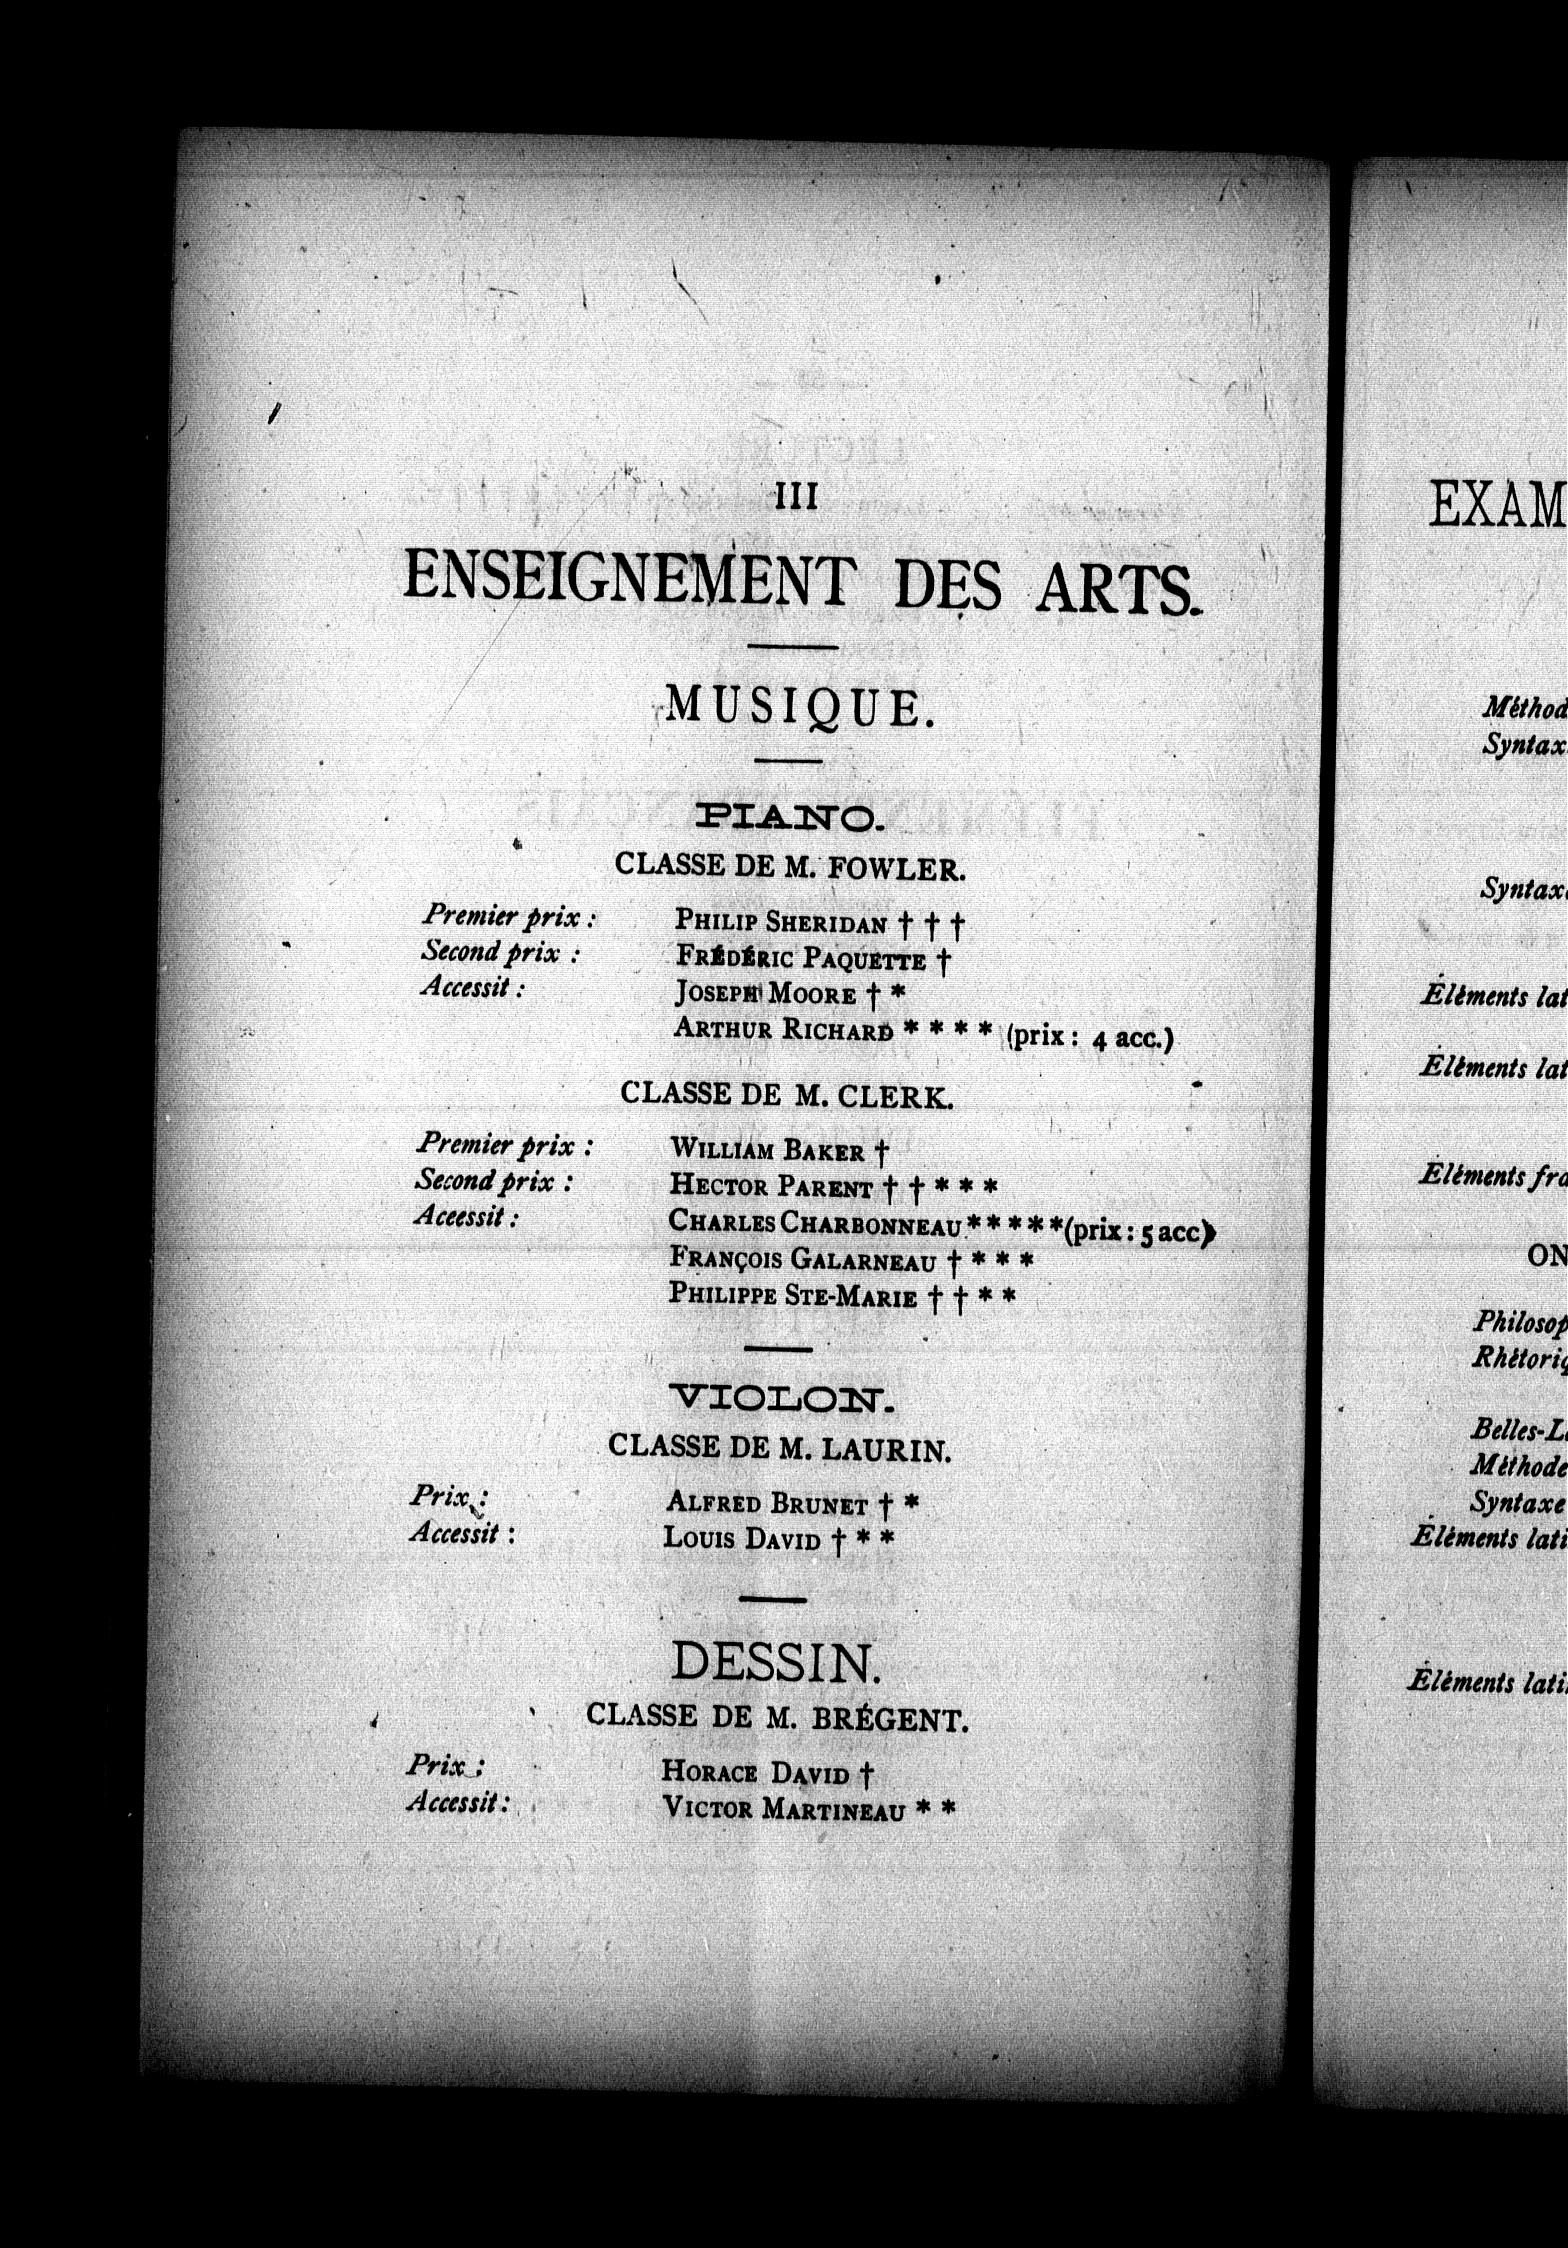 III
ENSEIGNEMENT DES ARTS.
MUSIQUE.
PIANO.
CLASSE DE M. FOWLER.
Premier prix : PHILIP SHERIDAN † † †
Second prix : FRÉDÉRIC PAQUETTE †
Accessit : JOSEPH MOORE † *
ARTHUR RICHARD * * * * (prix : 4 acc.)
CLASSE DE M. CLERK.
Premier prix : WILLIAM BAKER †
Second prix : HECTOR PARENT † † * * *
Aceessit : CHARLES CHARBONNEAU * * * * * (prix : 5 acc)
FRANÇOIS GALARNEAU † * * *
PHILIPPE STE-MARIE † † * *
VIOLON.
CLASSE DE M. LAURIN.
Prix : ALFRED BRUNET † *
Accessit : LOUIS DAVID † * *
DESSIN.
CLASSE DE M. BRÉGENT.
Prix : HORACE DAVID †
Accessit : VICTOR MARTINEAU * *
EXAM
Méthod
Syntax
Syntax
Éléments lat
Éléments lat
Eléments fra
ON
Philosop
Rhétoriq
Belles-L
Méthode
Syntaxe
Éléments lati
Éléments lati